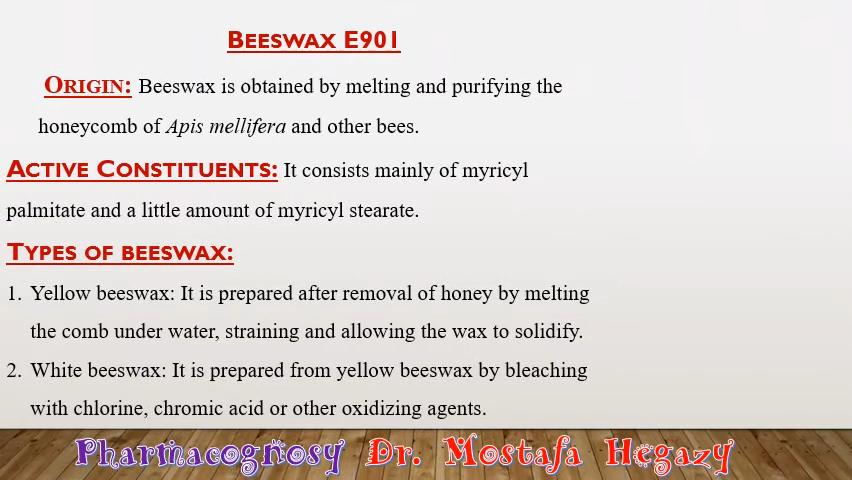 BEESWAX E901
ORIGIN: Beeswax is obtained by melting and purifying the
honeycomb of Apis mellifera and other bees.
ACTIVE CONSTITUENTS: It consists mainly of myricyl
palmitate and a little amount of myricyl stearate.
TYPES OF BEESWAX:
1. Yellow beeswax: It is prepared after removal of honey by melting
the comb under water, straining and allowing the wax to solidify.
2. White beeswax: It is prepared from yellow beeswax by bleaching
with chlorine, chromic acid or other oxidizing agents.
Pharmacognosy Dr. Mostafa Hegazy